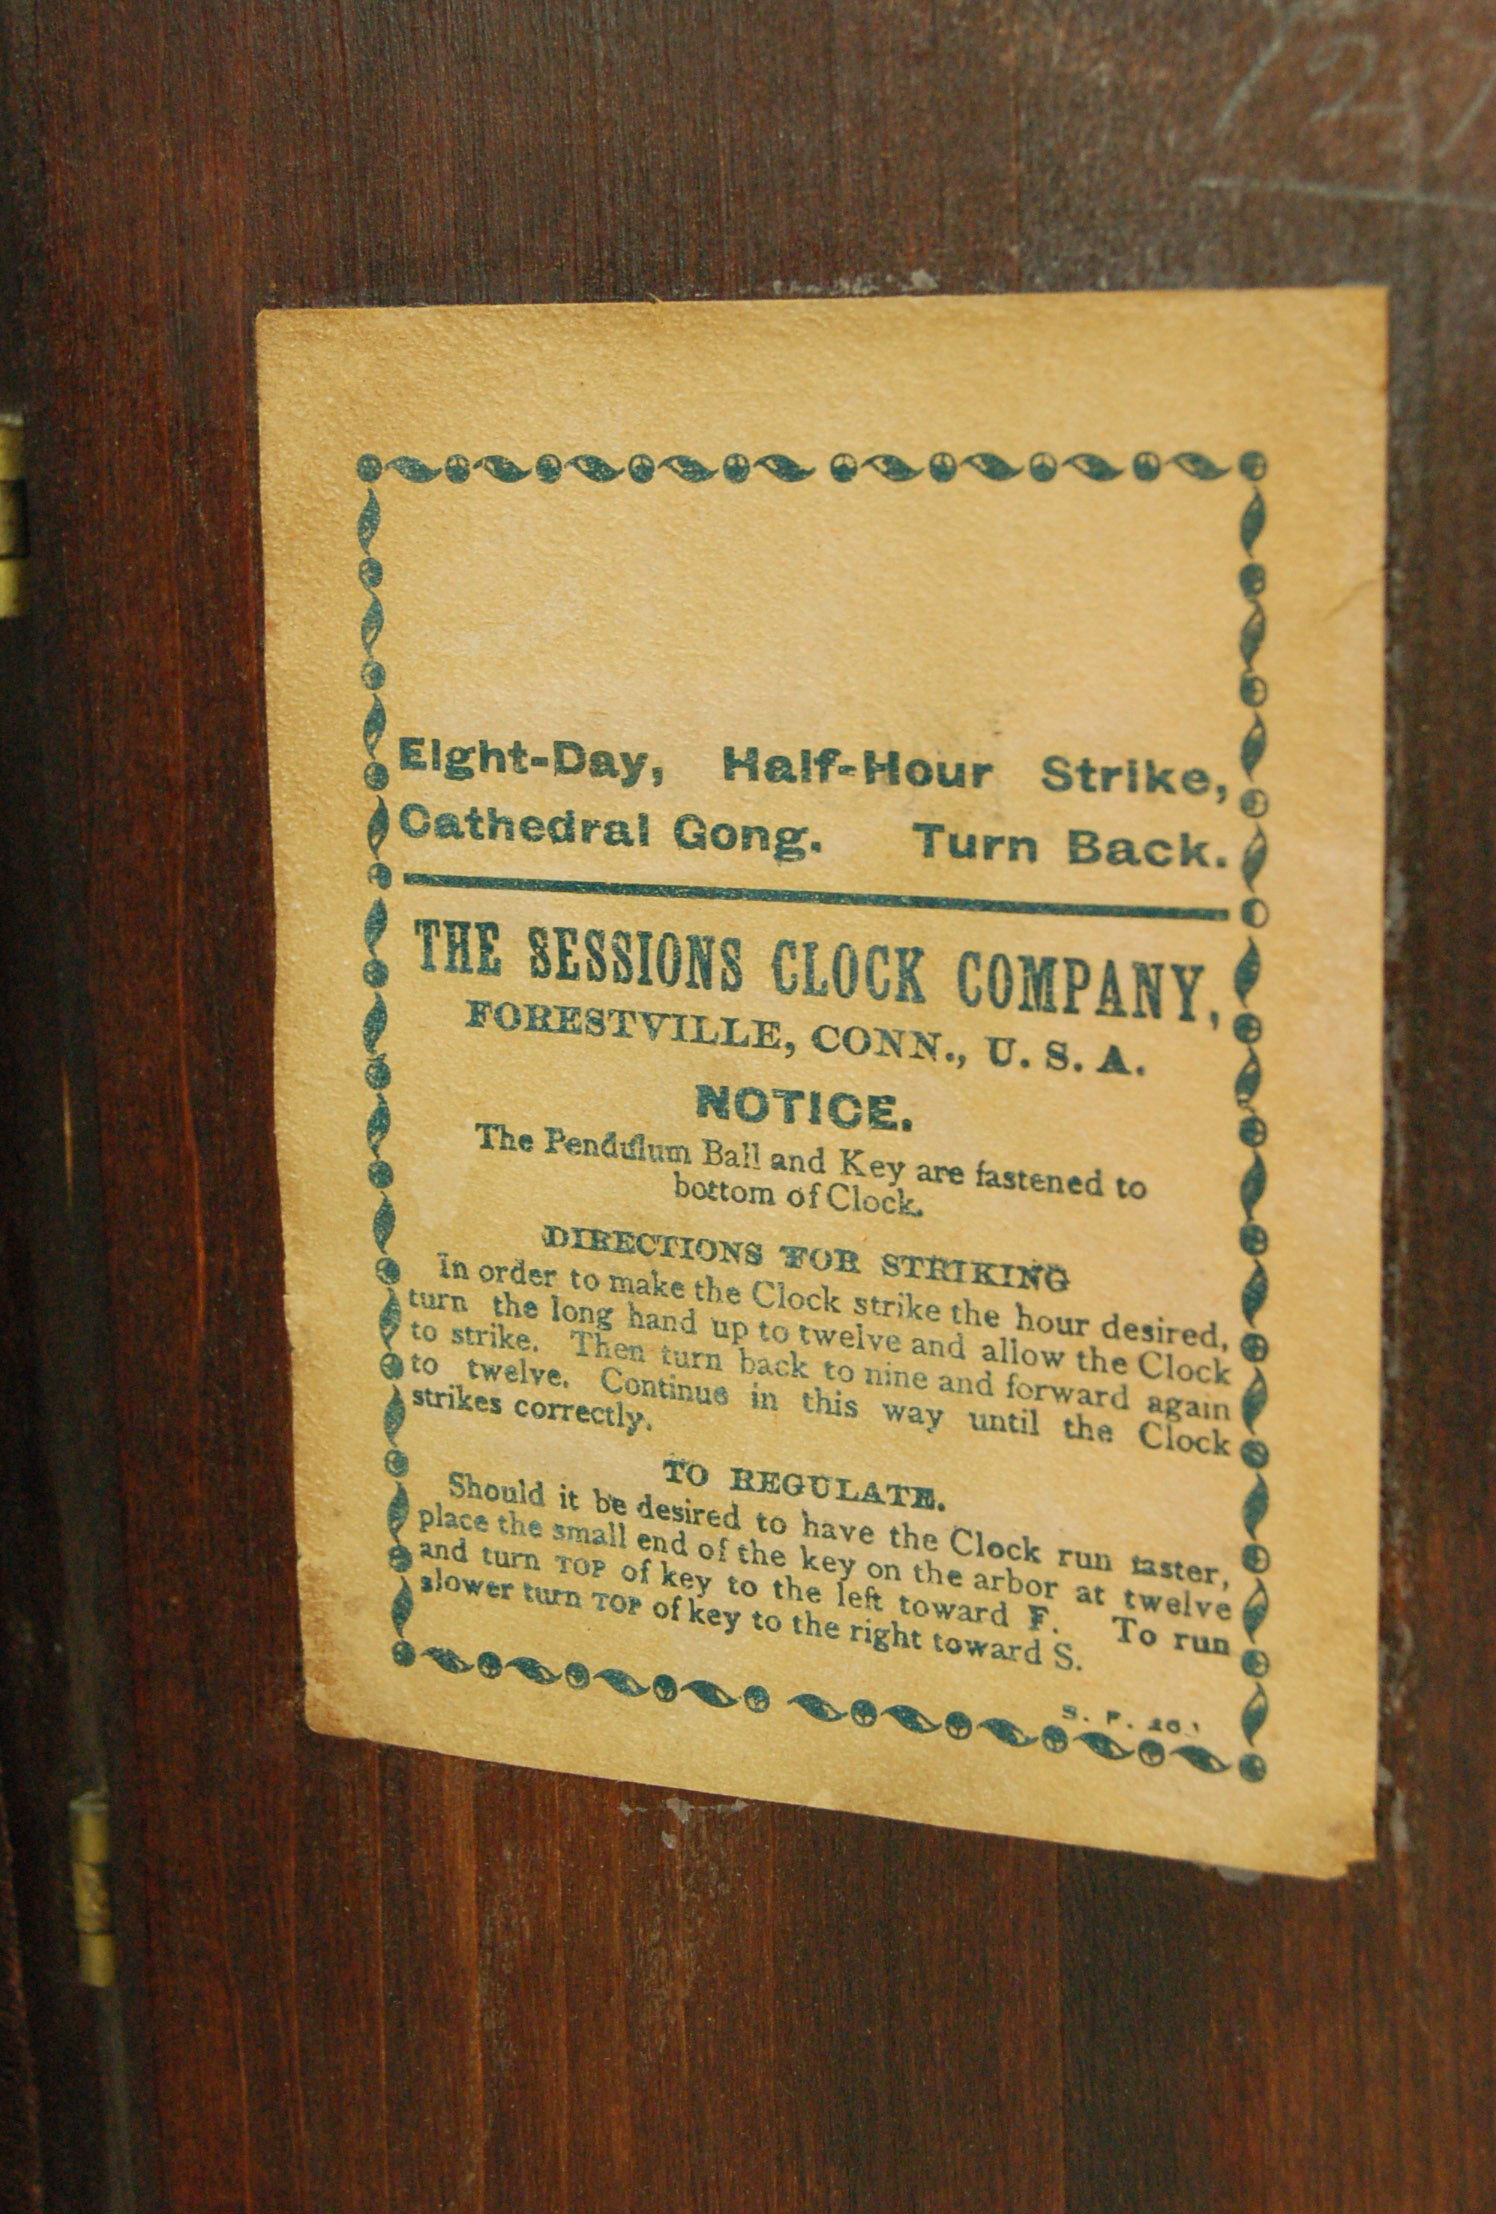 Eight-Day, Half-Hour Strike,
Cathedral Gong. Turn Back.
THE SESSIONS CLOCK COMPANY,
FORESTVILLE, CONN., U. S. A.
NOTICE.
The Pendulum Ball and Key are fastened to
bottom of Clock.
DIRECTIONS FOR STRIKING
In order to make the Clock strike the hour desired,
turn the long hand up to twelve and allow the Clock
to strike. Then turn back to nine and forward again
to twelve. Continue in this way until the Clock
strikes correctly.
TO REGULATE.
Should it be desired to have the Clock run faster,
place the small end of the key on the arbor at twelve
and turn TOP of key to the left toward F. To run
slower turn TOP of key to the right toward S.